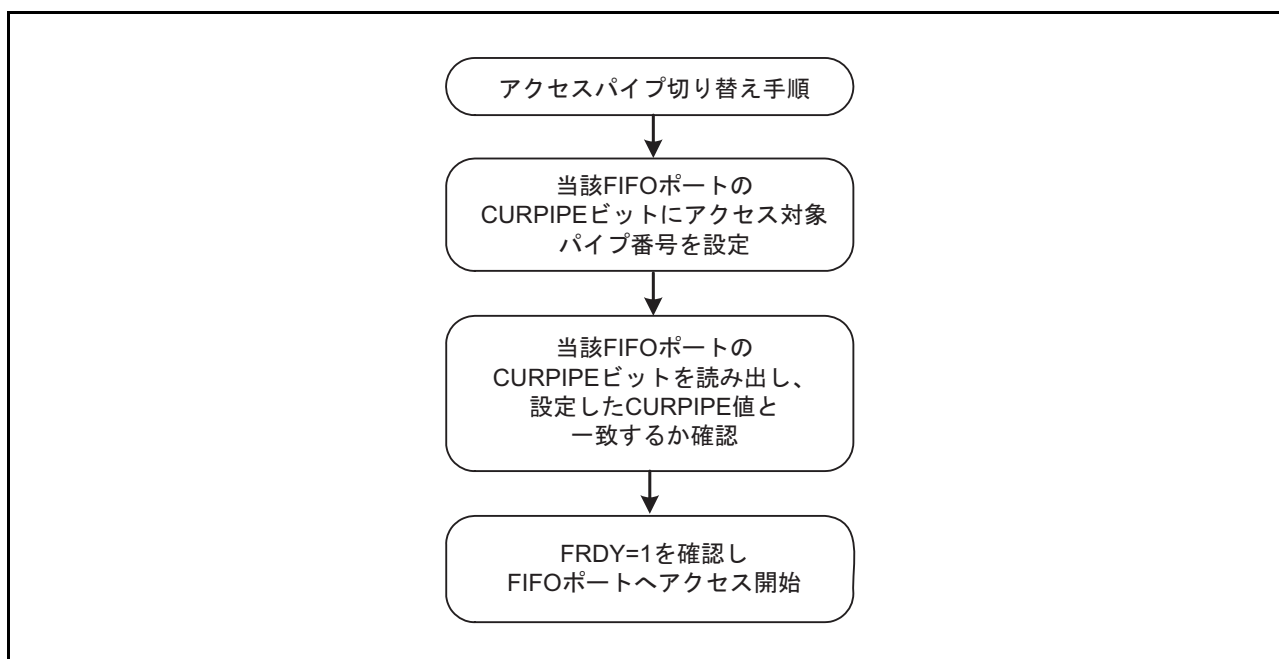 アクセスパイプ切り替え手順
当該FIFOポートの
CURPIPEビットにアクセス対象
パイプ番号を設定
当該FIFOポートの
CURPIPEビットを読み出し、
設定したCURPIPE値と
一致するか確認
FRDY=1を確認し
FIFOポートへアクセス開始